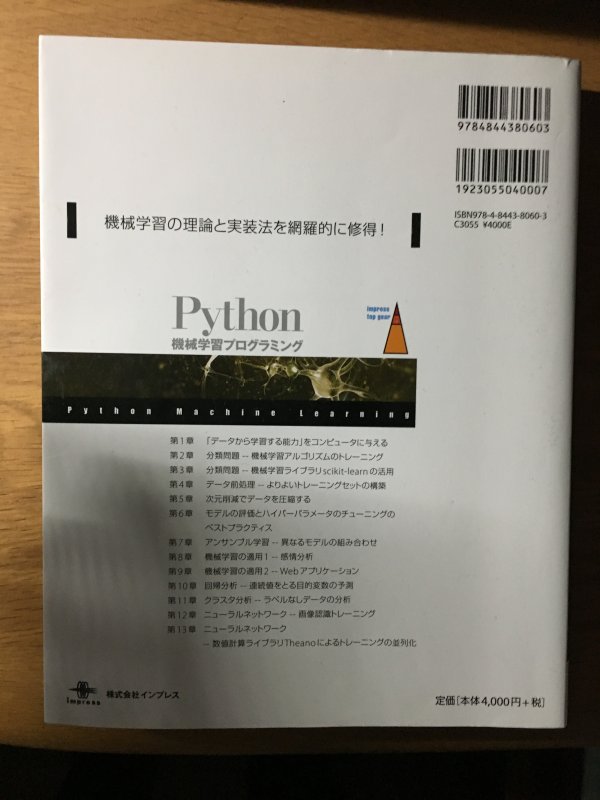 9784844380603
1923055040007
ISBN978-4-8443-8060-3
C3055 ¥4000E
機械学習の理論と実装法を網羅的に修得！
Python
機械学習プログラミング
impress
top gear
Python Machine Learning
第1章 「データから学習する能力」をコンピュータに与える
第2章 分類問題 -- 機械学習アルゴリズムのトレーニング
第3章 分類問題 -- 機械学習ライブラリscikit-learnの活用
第4章 データ前処理 -- よりよいトレーニングセットの構築
第5章 次元削減でデータを圧縮する
第6章 モデルの評価とハイパーパラメータのチューニングの
ベストプラクティス
第7章 アンサンブル学習 -- 異なるモデルの組み合わせ
第8章 機械学習の適用1 -- 感情分析
第9章 機械学習の適用2 -- Webアプリケーション
第10章 回帰分析 -- 連続値をとる目的変数の予測
第11章 クラスタ分析 -- ラベルなしデータの分析
第12章 ニューラルネットワーク -- 画像認識トレーニング
第13章 ニューラルネットワーク
-- 数値計算ライブラリTheanoによるトレーニングの並列化
impress
株式会社インプレス
定価[本体4,000円+税]